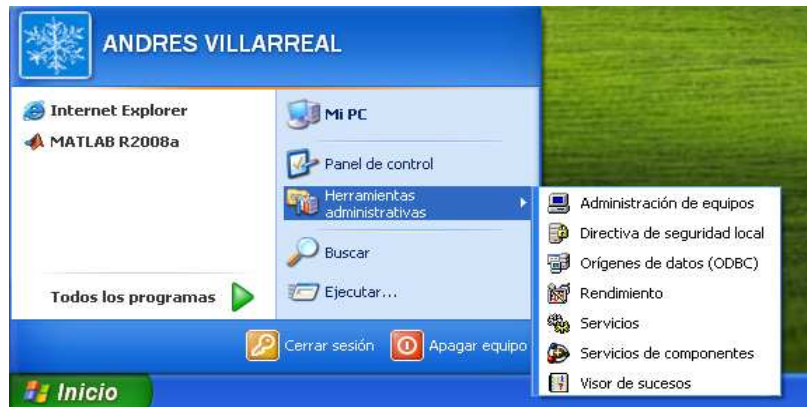 ANDRES VILLARREAL
Internet Explorer
MATLAB R2008a
Todos los programas
Mi PC
Panel de control
Herramientas
administrativas
Buscar
Ejecutar...
Administración de equipos
Directiva de seguridad local
Orígenes de datos (ODBC)
Rendimiento
Servicios
Servicios de componentes
Visor de sucesos
Cerrar sesión
Apagar equipo
Inicio